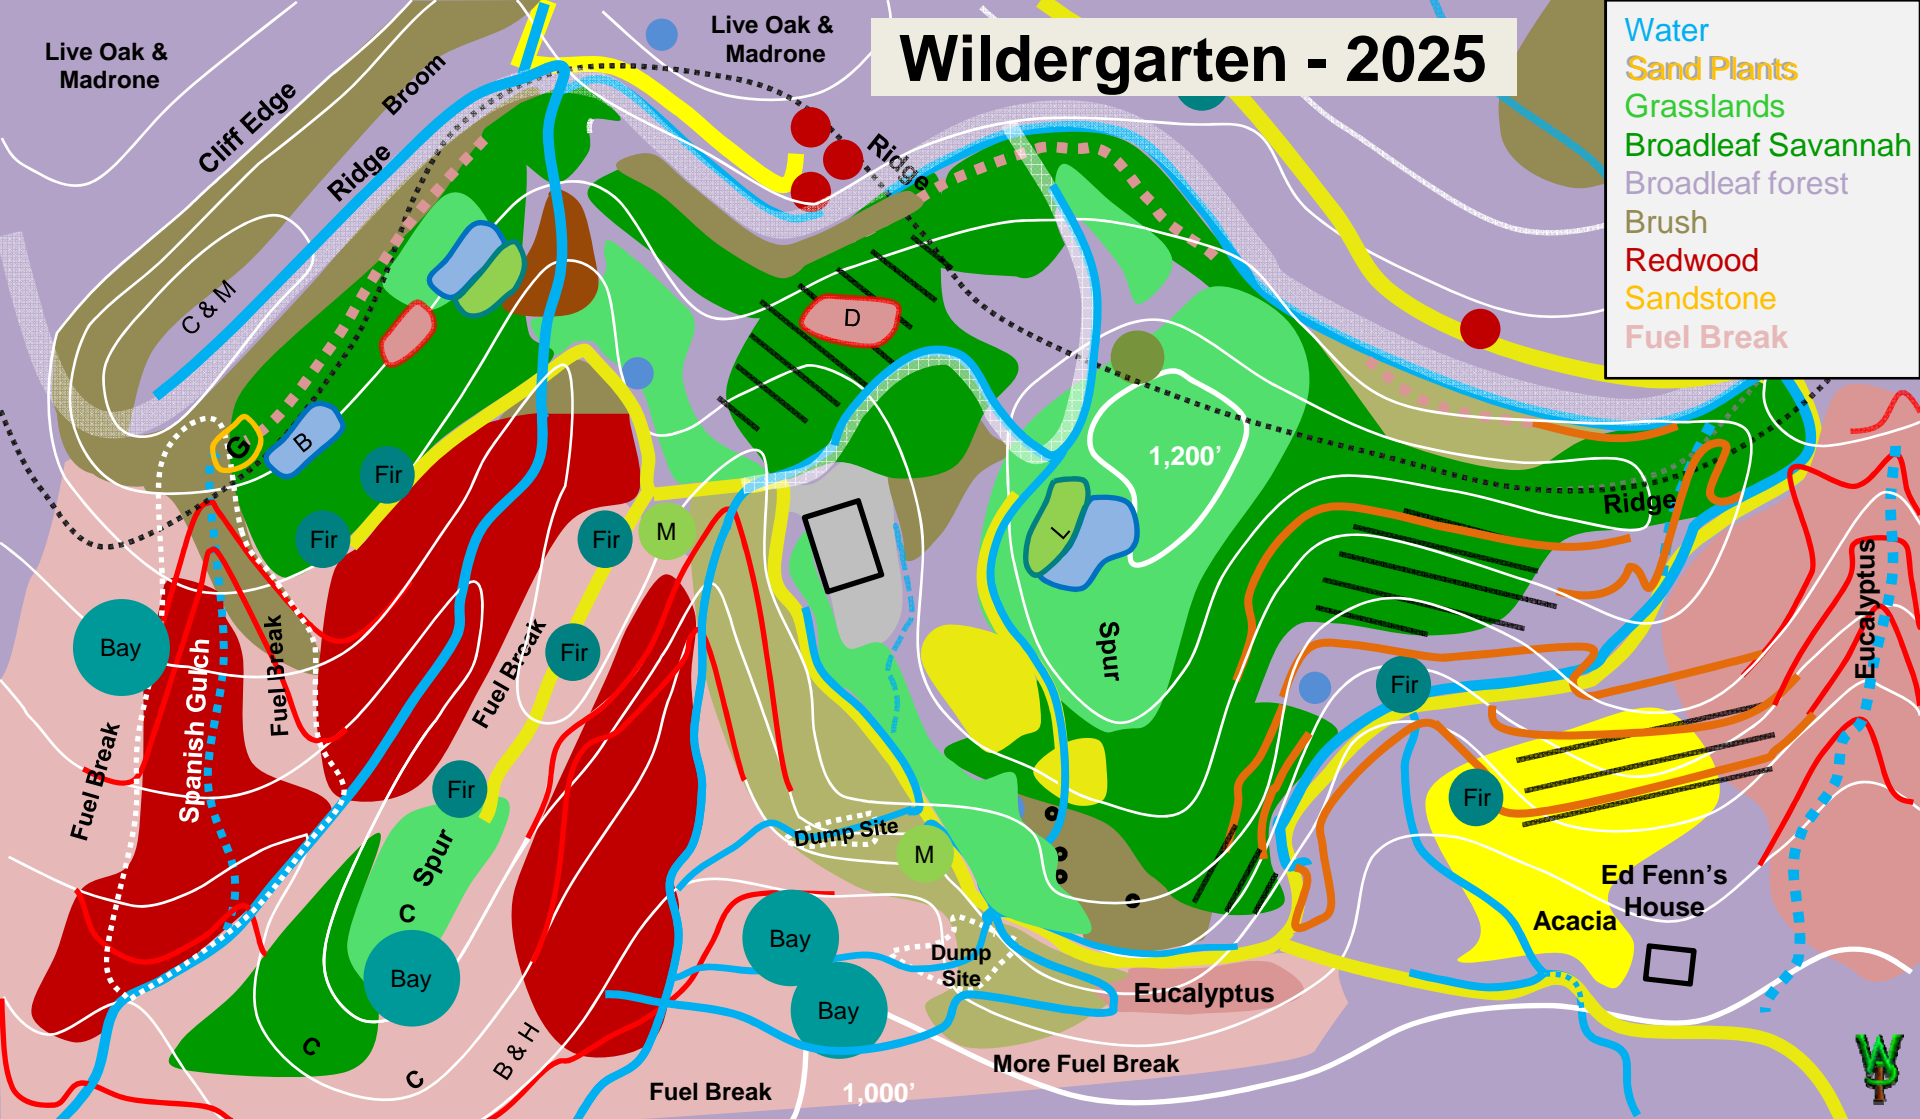 Wildergarten - 2025
Water
Sand Plants
Grasslands
Broadleaf Savannah
Broadleaf forest
Brush
Redwood
Sandstone
Fuel Break
Live Oak &
Madrone
Live Oak &
Madrone
Cliff Edge
Broom
Ridge
Ridge
C & M
D
G
B
Fir
Fir
Fir
M
1,200’
L
Ridge
Eucalyptus
Bay
Spanish Gulch
Fuel Break
Fuel Break
Fir
Spur
Fir
Fuel Break
Fir
Fir
Spur
Dump Site
M
C
Bay
Bay
Bay
Dump
Site
Eucalyptus
Ed Fenn’s
House
Acacia
C
C
B & H
More Fuel Break
Fuel Break
1,000’
W